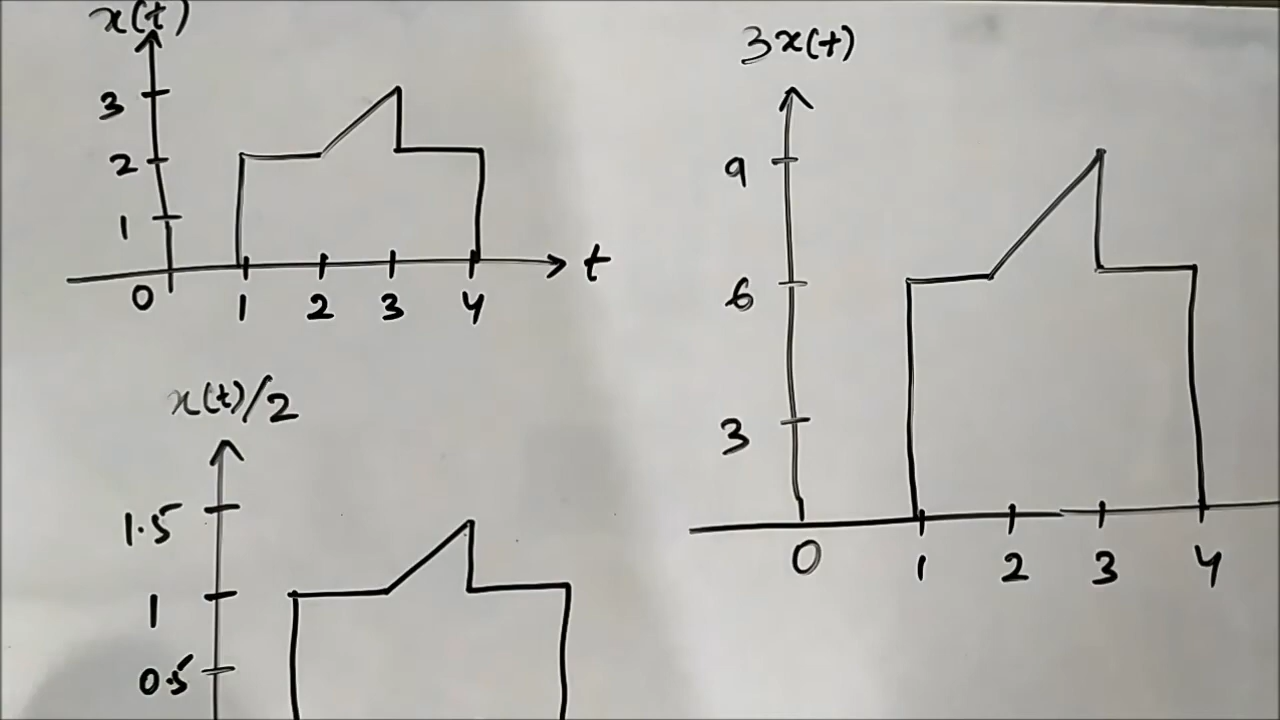 x(t)
3
2
1
0 1 2 3 4 t
x(t)/2
1.5
1
0.5
3x(t)
9
6
3
0 1 2 3 4